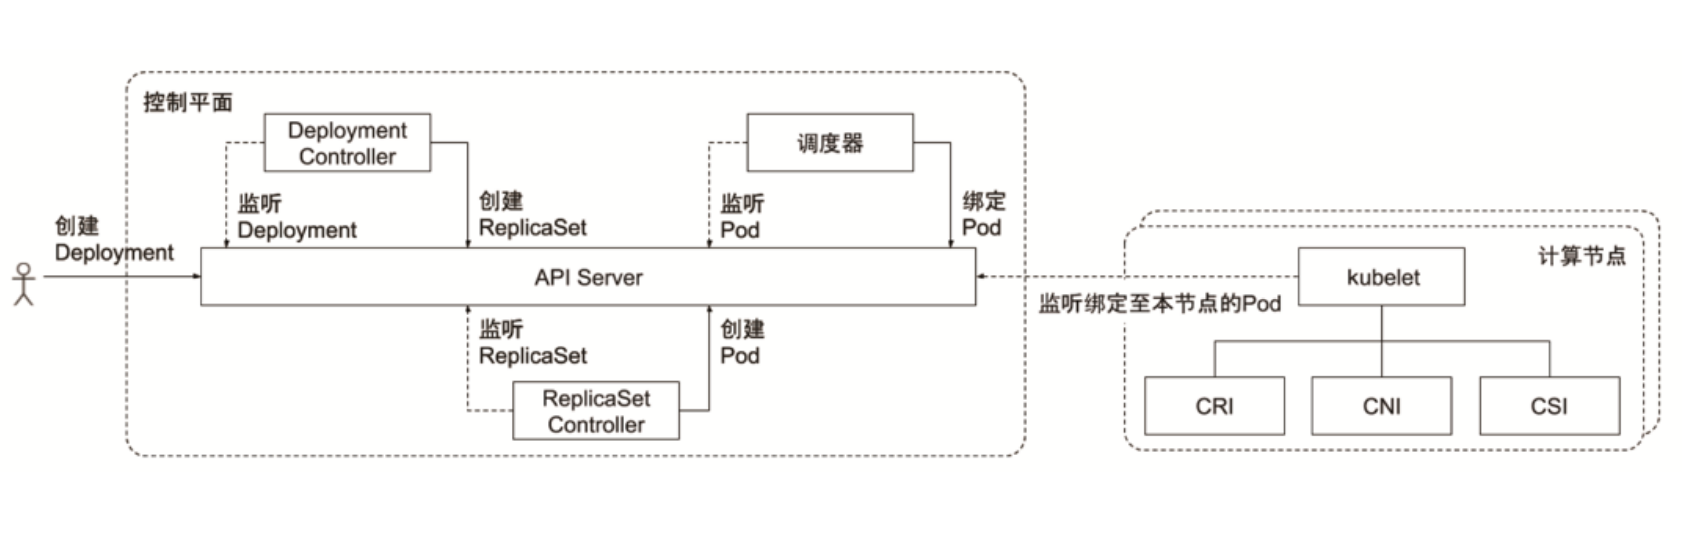 控制平面
Deployment
Controller
调度器
监听
Deployment
创建
ReplicaSet
监听
Pod
绑定
Pod
创建
Deployment
API Server
监听
ReplicaSet
创建
Pod
ReplicaSet
Controller
计算节点
kubelet
监听绑定至本节点的Pod
CRI
CNI
CSI